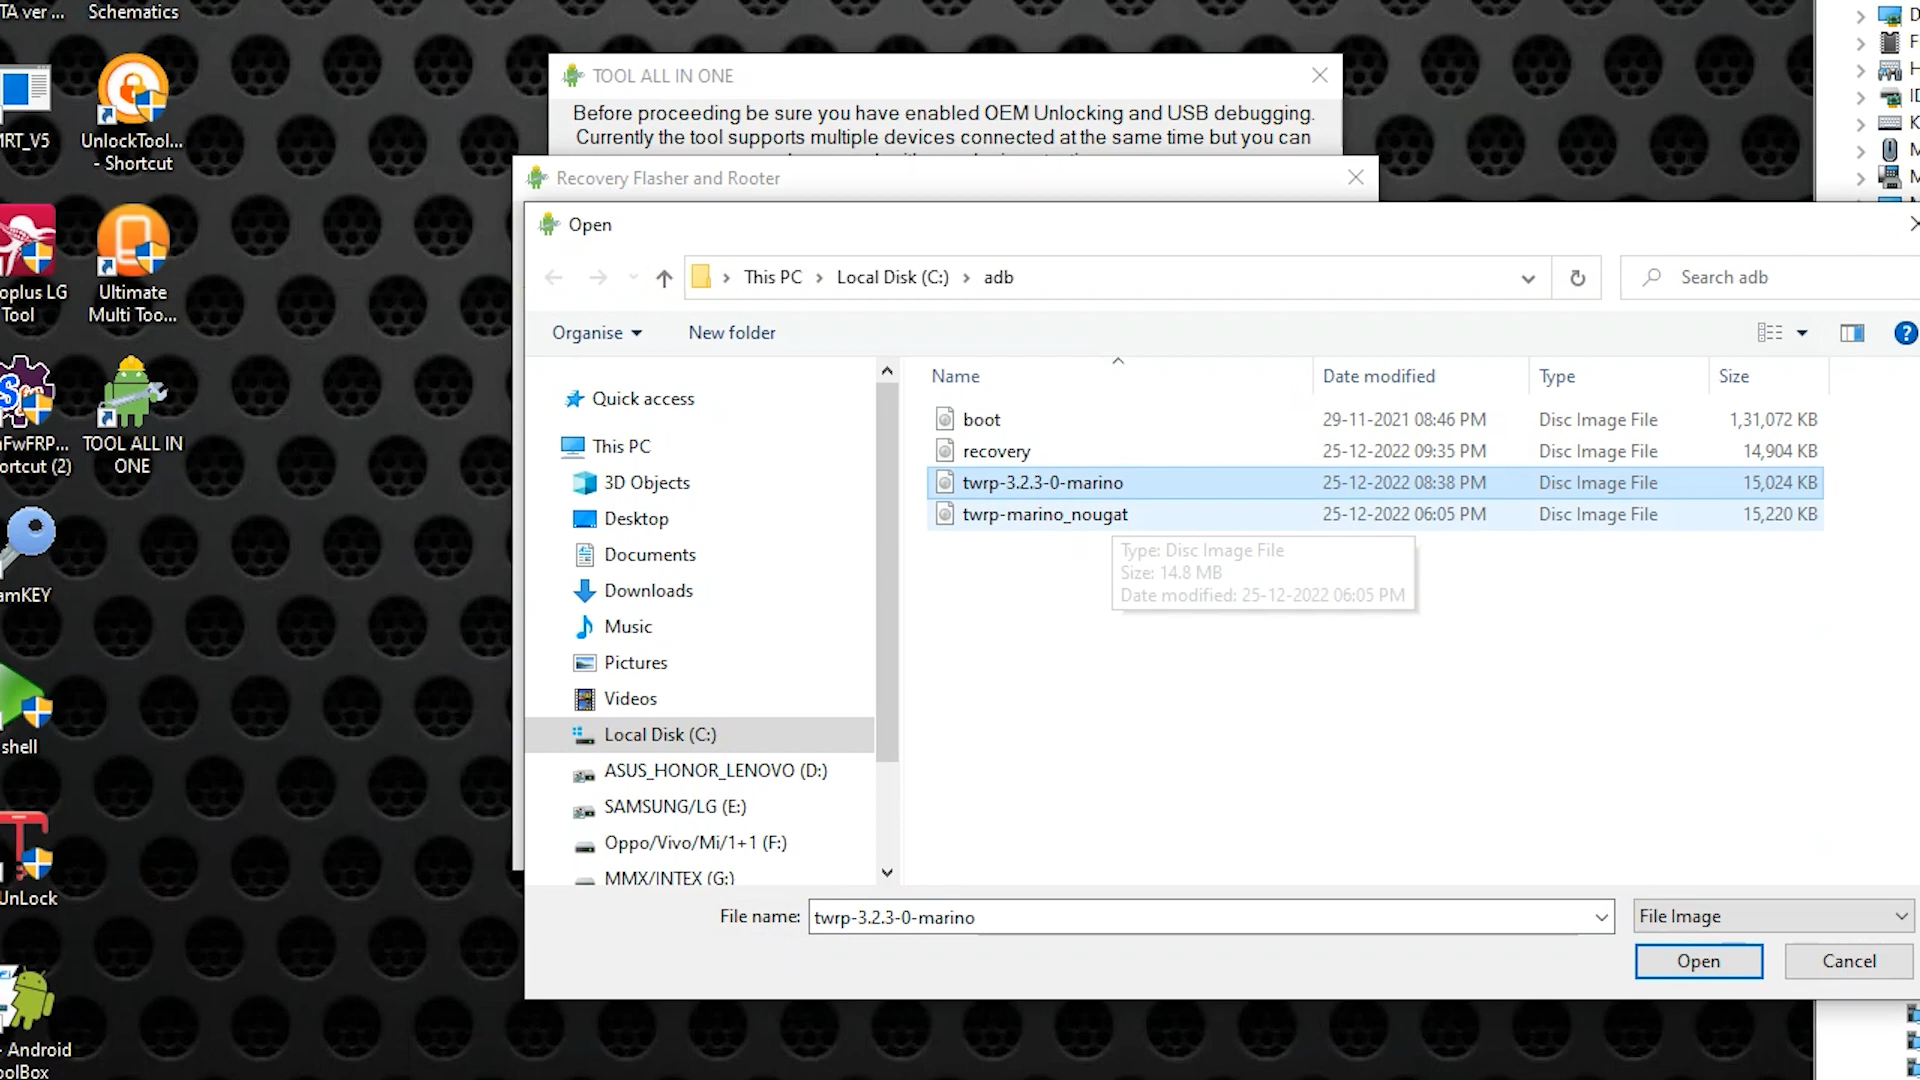 TA ver ...
Schematics
MRT_V5
UnlockTool...
- Shortcut
oplus LG
Tool
Ultimate
Multi Too...
FwFRP...
ortcut (2)
TOOL ALL IN
ONE
amKEY
shell
UnLock
- Android
oolBox
TOOL ALL IN ONE
Before proceeding be sure you have enabled OEM Unlocking and USB debugging.
Currently the tool supports multiple devices connected at the same time but you can
Recovery Flasher and Rooter
Open
This PC
Local Disk (C:)
adb
Search adb
Organise
New folder
?
Name
Date modified
Type
Size
Quick access
This PC
3D Objects
Desktop
Documents
Downloads
Music
Pictures
Videos
Local Disk (C:)
ASUS_HONOR_LENOVO (D:)
SAMSUNG/LG (E:)
Oppo/Vivo/Mi/1+1 (F:)
MMX/INTEX (G:)
boot 29-11-2021 08:46 PM Disc Image File 1,31,072 KB
recovery 25-12-2022 09:35 PM Disc Image File 14,904 KB
twrp-3.2.3-0-marino 25-12-2022 08:38 PM Disc Image File 15,024 KB
twrp-marino_nougat 25-12-2022 06:05 PM Disc Image File 15,220 KB
Type: Disc Image File
Size: 14.8 MB
Date modified: 25-12-2022 06:05 PM
File name:
twrp-3.2.3-0-marino
File Image
Open
Cancel